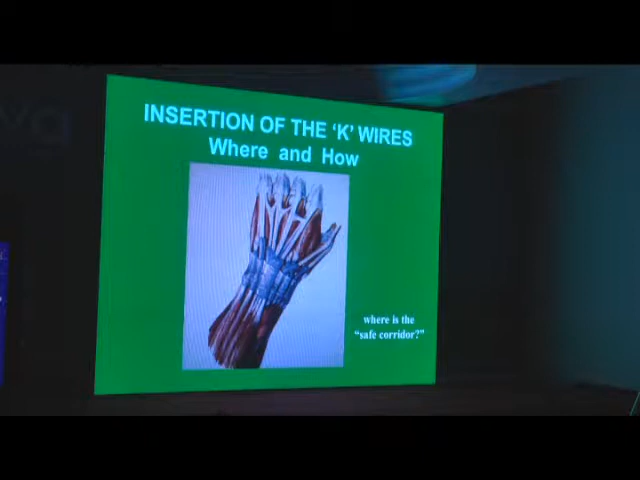 INSERTION OF THE ‘K’ WIRES
Where and How
where is the
“safe corridor?”